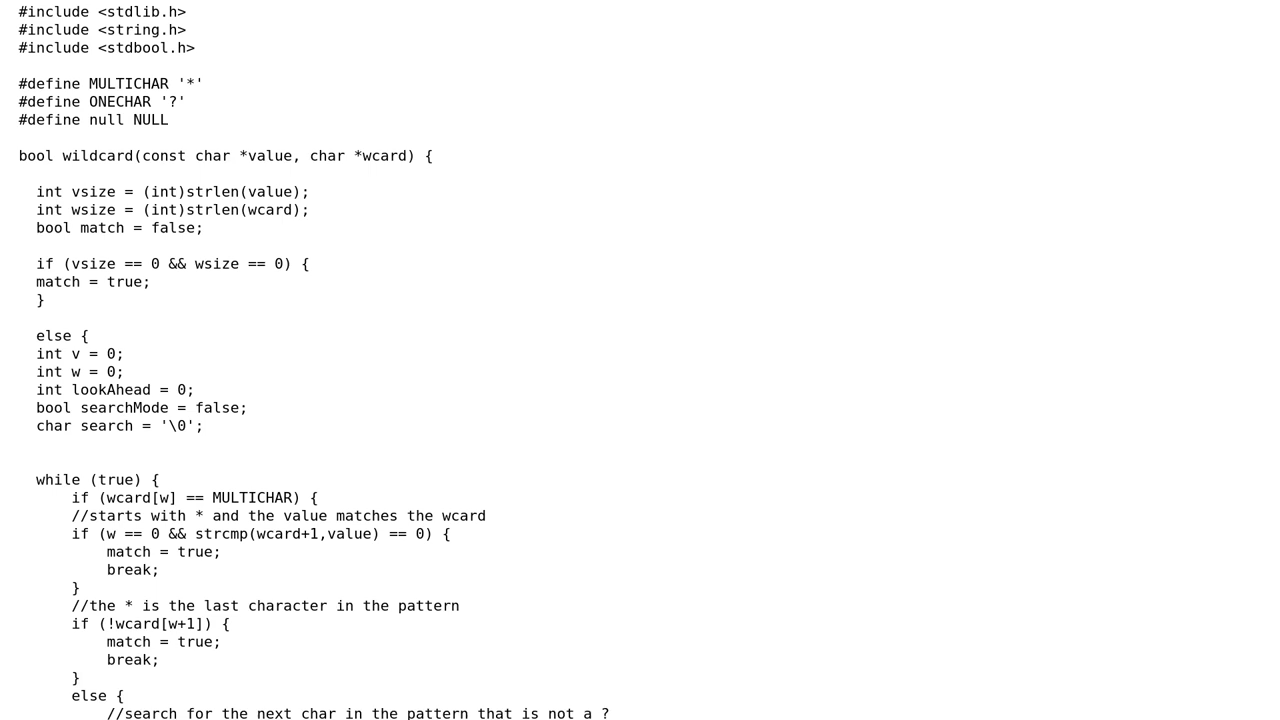 #include <stdlib.h>
#include <string.h>
#include <stdbool.h>
#define MULTICHAR '*'
#define ONECHAR '?'
#define null NULL
bool wildcard(const char *value, char *wcard) {
int vsize = (int)strlen(value);
int wsize = (int)strlen(wcard);
bool match = false;
if (vsize == 0 && wsize == 0) {
match = true;
}
else {
int v = 0;
int w = 0;
int lookAhead = 0;
bool searchMode = false;
char search = '\0';
while (true) {
if (wcard[w] == MULTICHAR) {
//starts with * and the value matches the wcard
if (w == 0 && strcmp(wcard+1,value) == 0) {
match = true;
break;
}
//the * is the last character in the pattern
if (!wcard[w+1]) {
match = true;
break;
}
else {
//search for the next char in the pattern that is not a ?